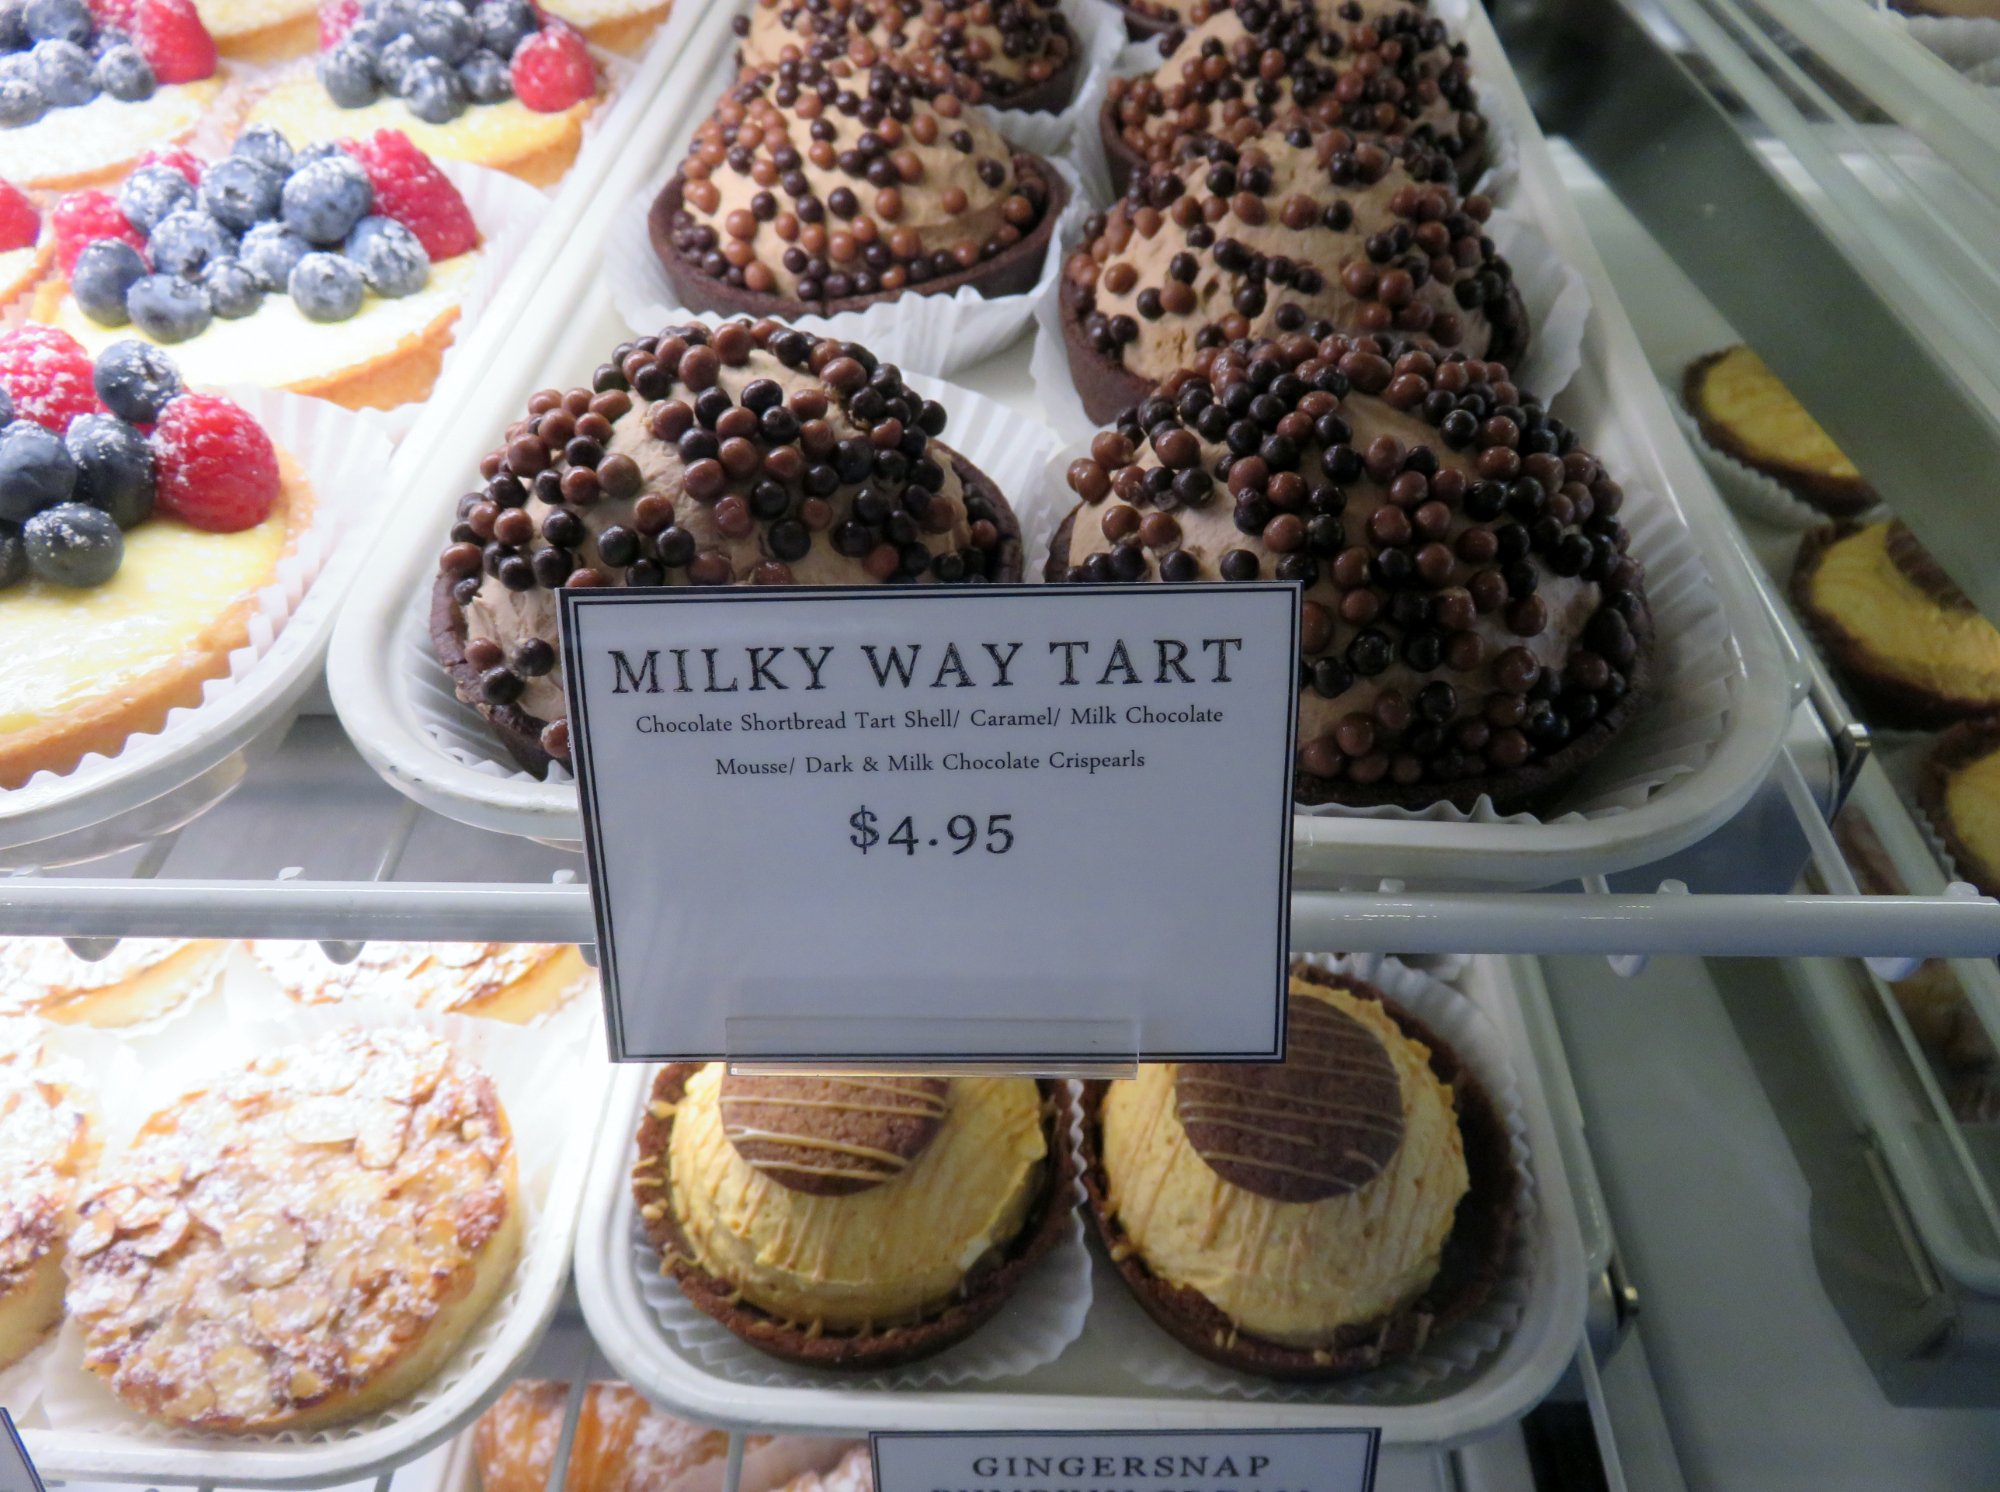 MILKY WAY TART
Chocolate Shortbread Tart Shell/ Caramel/ Milk Chocolate
Mousse/ Dark & Milk Chocolate Crispearls
$4.95
GINGERSNAP